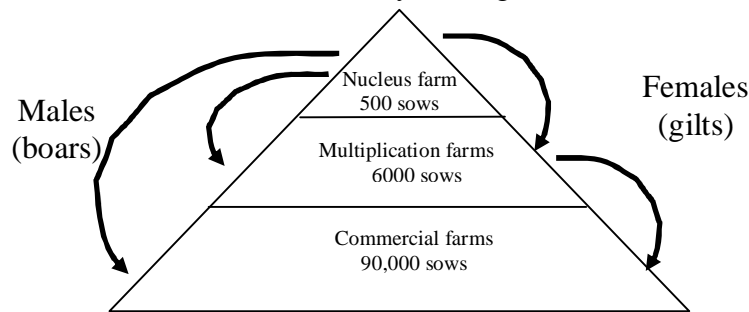 Nucleus farm
500 sows
Males
(boars)
Females
(gilts)
Multiplication farms
6000 sows
Commercial farms
90,000 sows